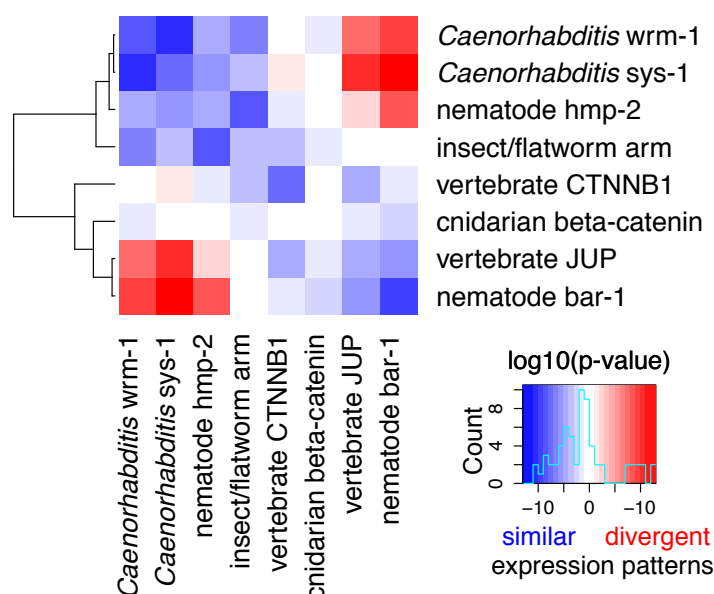 Caenorhabditis wrm-1
Caenorhabditis sys-1
nematode hmp-2
insect/flatworm arm
vertebrate CTNNB1
cnidarian beta-catenin
vertebrate JUP
nematode bar-1
Caenorhabditis wrm-1
Caenorhabditis sys-1
nematode hmp-2
insect/flatworm arm
vertebrate CTNNB1
cnidarian beta-catenin
vertebrate JUP
nematode bar-1
log10(p-value)
Count
0 4 8
−10 0 −10
similar divergent
expression patterns